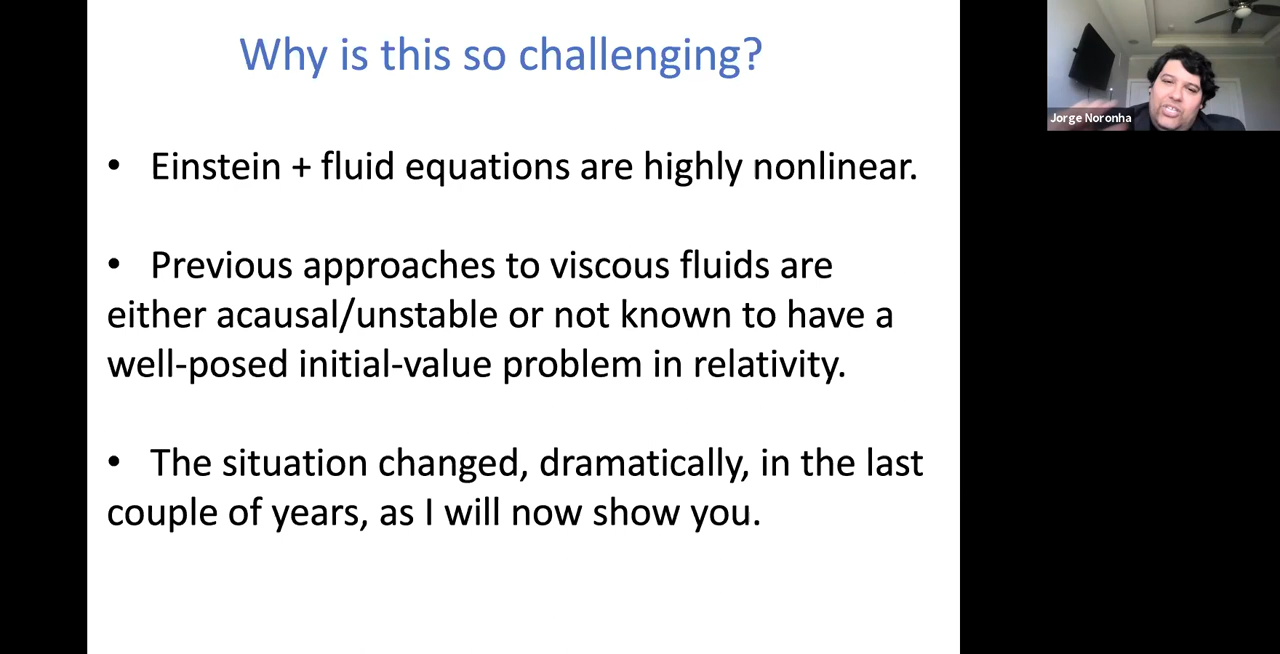 Why is this so challenging?
• Einstein + fluid equations are highly nonlinear.
• Previous approaches to viscous fluids are
either acausal/unstable or not known to have a
well-posed initial-value problem in relativity.
• The situation changed, dramatically, in the last
couple of years, as I will now show you.
Jorge Noronha